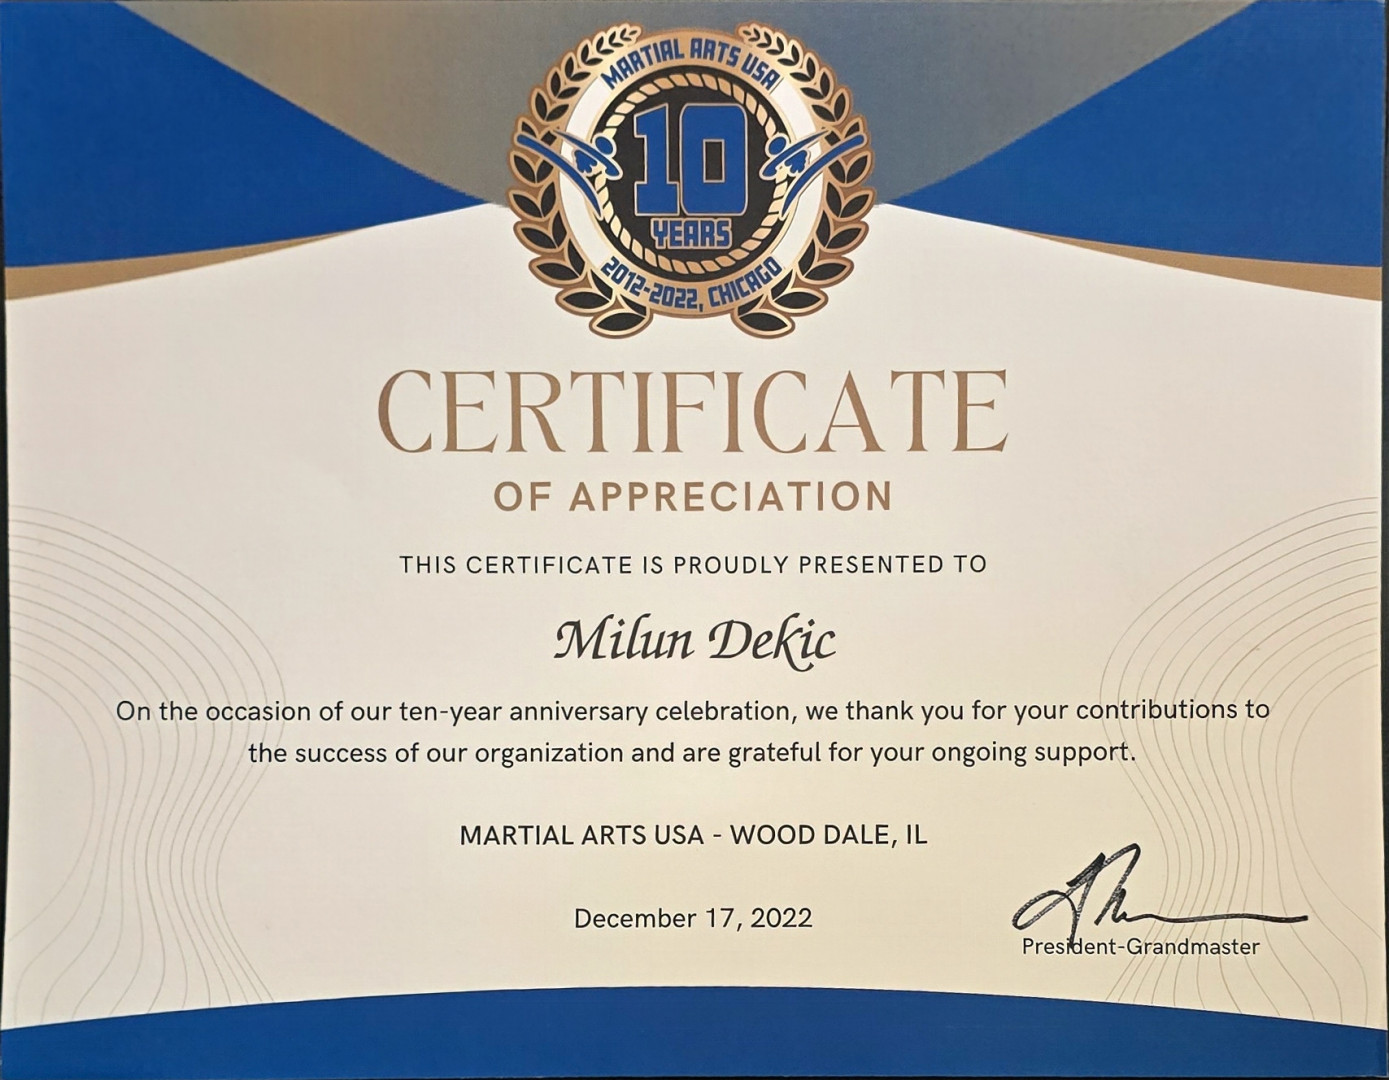 MARTIAL ARTS USA
10
YEARS
2012-2022, CHICAGO
CERTIFICATE
OF APPRECIATION
THIS CERTIFICATE IS PROUDLY PRESENTED TO
Milun Dekic
On the occasion of our ten-year anniversary celebration, we thank you for your contributions to
the success of our organization and are grateful for your ongoing support.
MARTIAL ARTS USA - WOOD DALE, IL
December 17, 2022
President-Grandmaster